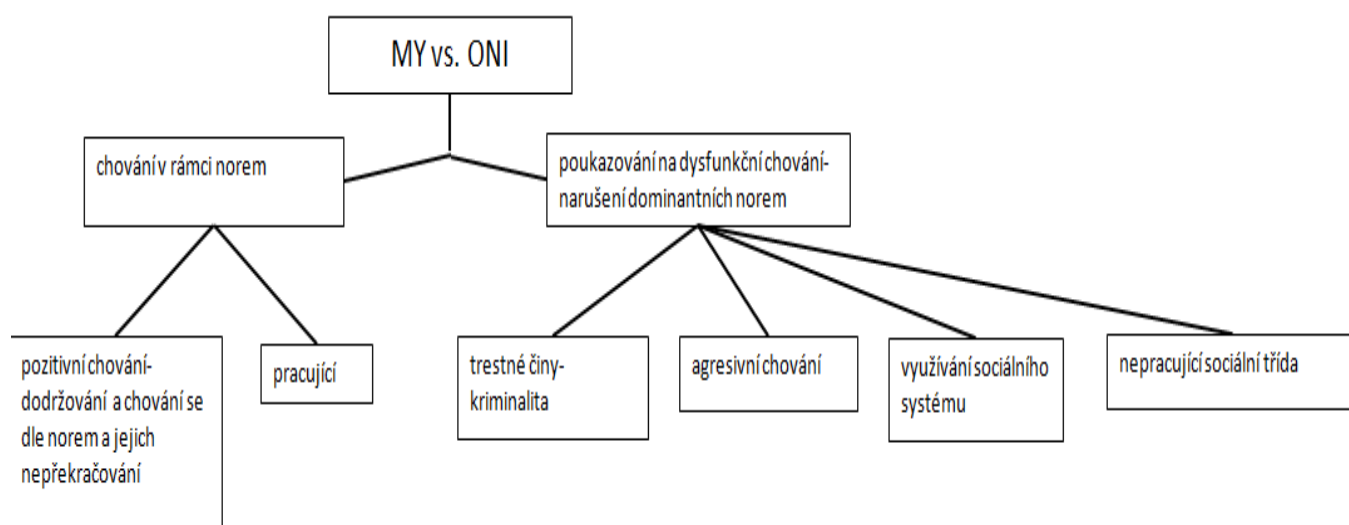 MY vs. ONI
chování v rámci norem
poukazování na dysfunkční chování-
narušení dominantních norem
pozitivní chování-
dodržování a chování se
dle norem a jejich
nepřekračování
pracující
trestné činy-
kriminalita
agresivní chování
využívání sociálního
systému
nepracující sociální třída